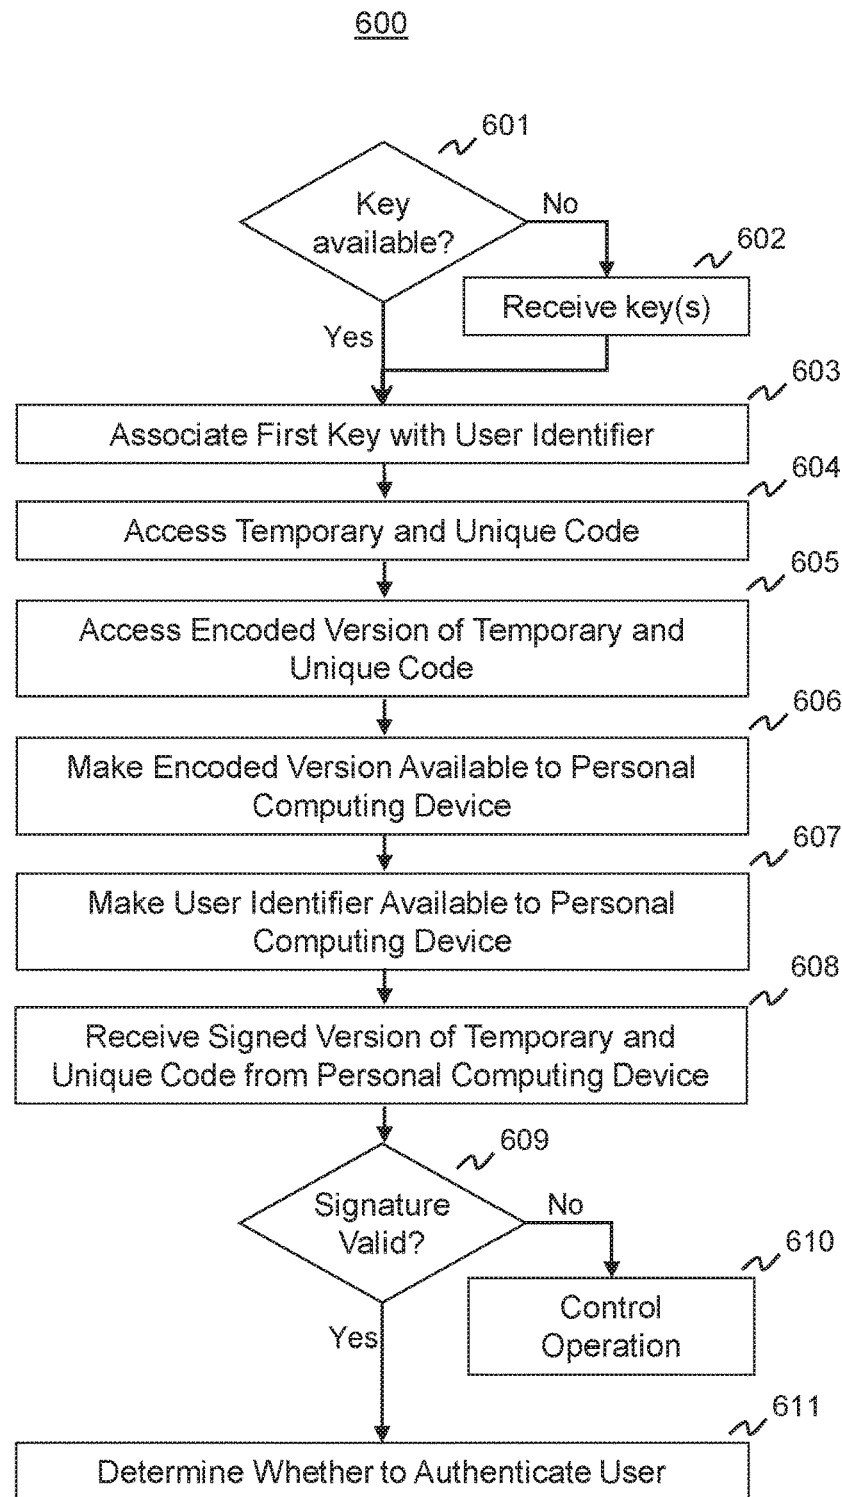 600
601
Key
available?
No
602
Receive key(s)
Yes
603
Associate First Key with User Identifier
604
Access Temporary and Unique Code
605
Access Encoded Version of Temporary and
Unique Code
606
Make Encoded Version Available to Personal
Computing Device
607
Make User Identifier Available to Personal
Computing Device
608
Receive Signed Version of Temporary and
Unique Code from Personal Computing Device
609
Signature
Valid?
No
610
Control
Operation
Yes
611
Determine Whether to Authenticate User